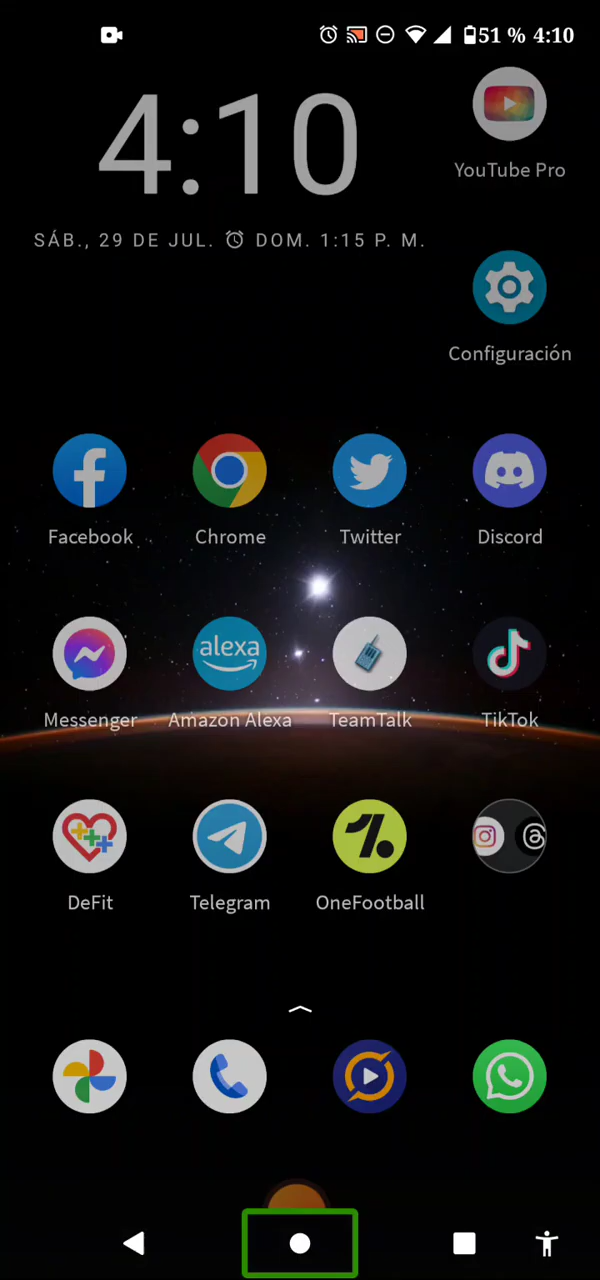 51 % 4:10
4:10
YouTube Pro
SÁB., 29 DE JUL. DOM. 1:15 P. M.
Configuración
Facebook Chrome Twitter Discord
alexa
Messenger Amazon Alexa TeamTalk TikTok
DeFit Telegram OneFootball